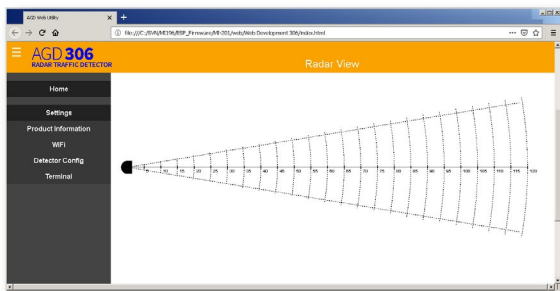 AGD Web Utility
file:///C:/SVN/MI196/ESP_Firmware/MI-201/web/Web Development 306/index.html
AGD 306
RADAR TRAFFIC DETECTOR
Radar View
Home
Settings
Product Information
WiFi
Detector Config
Terminal
5 10 15 20 25 30 35 40 45 50 55 60 65 70 75 80 85 90 95 100 105 110 115 120